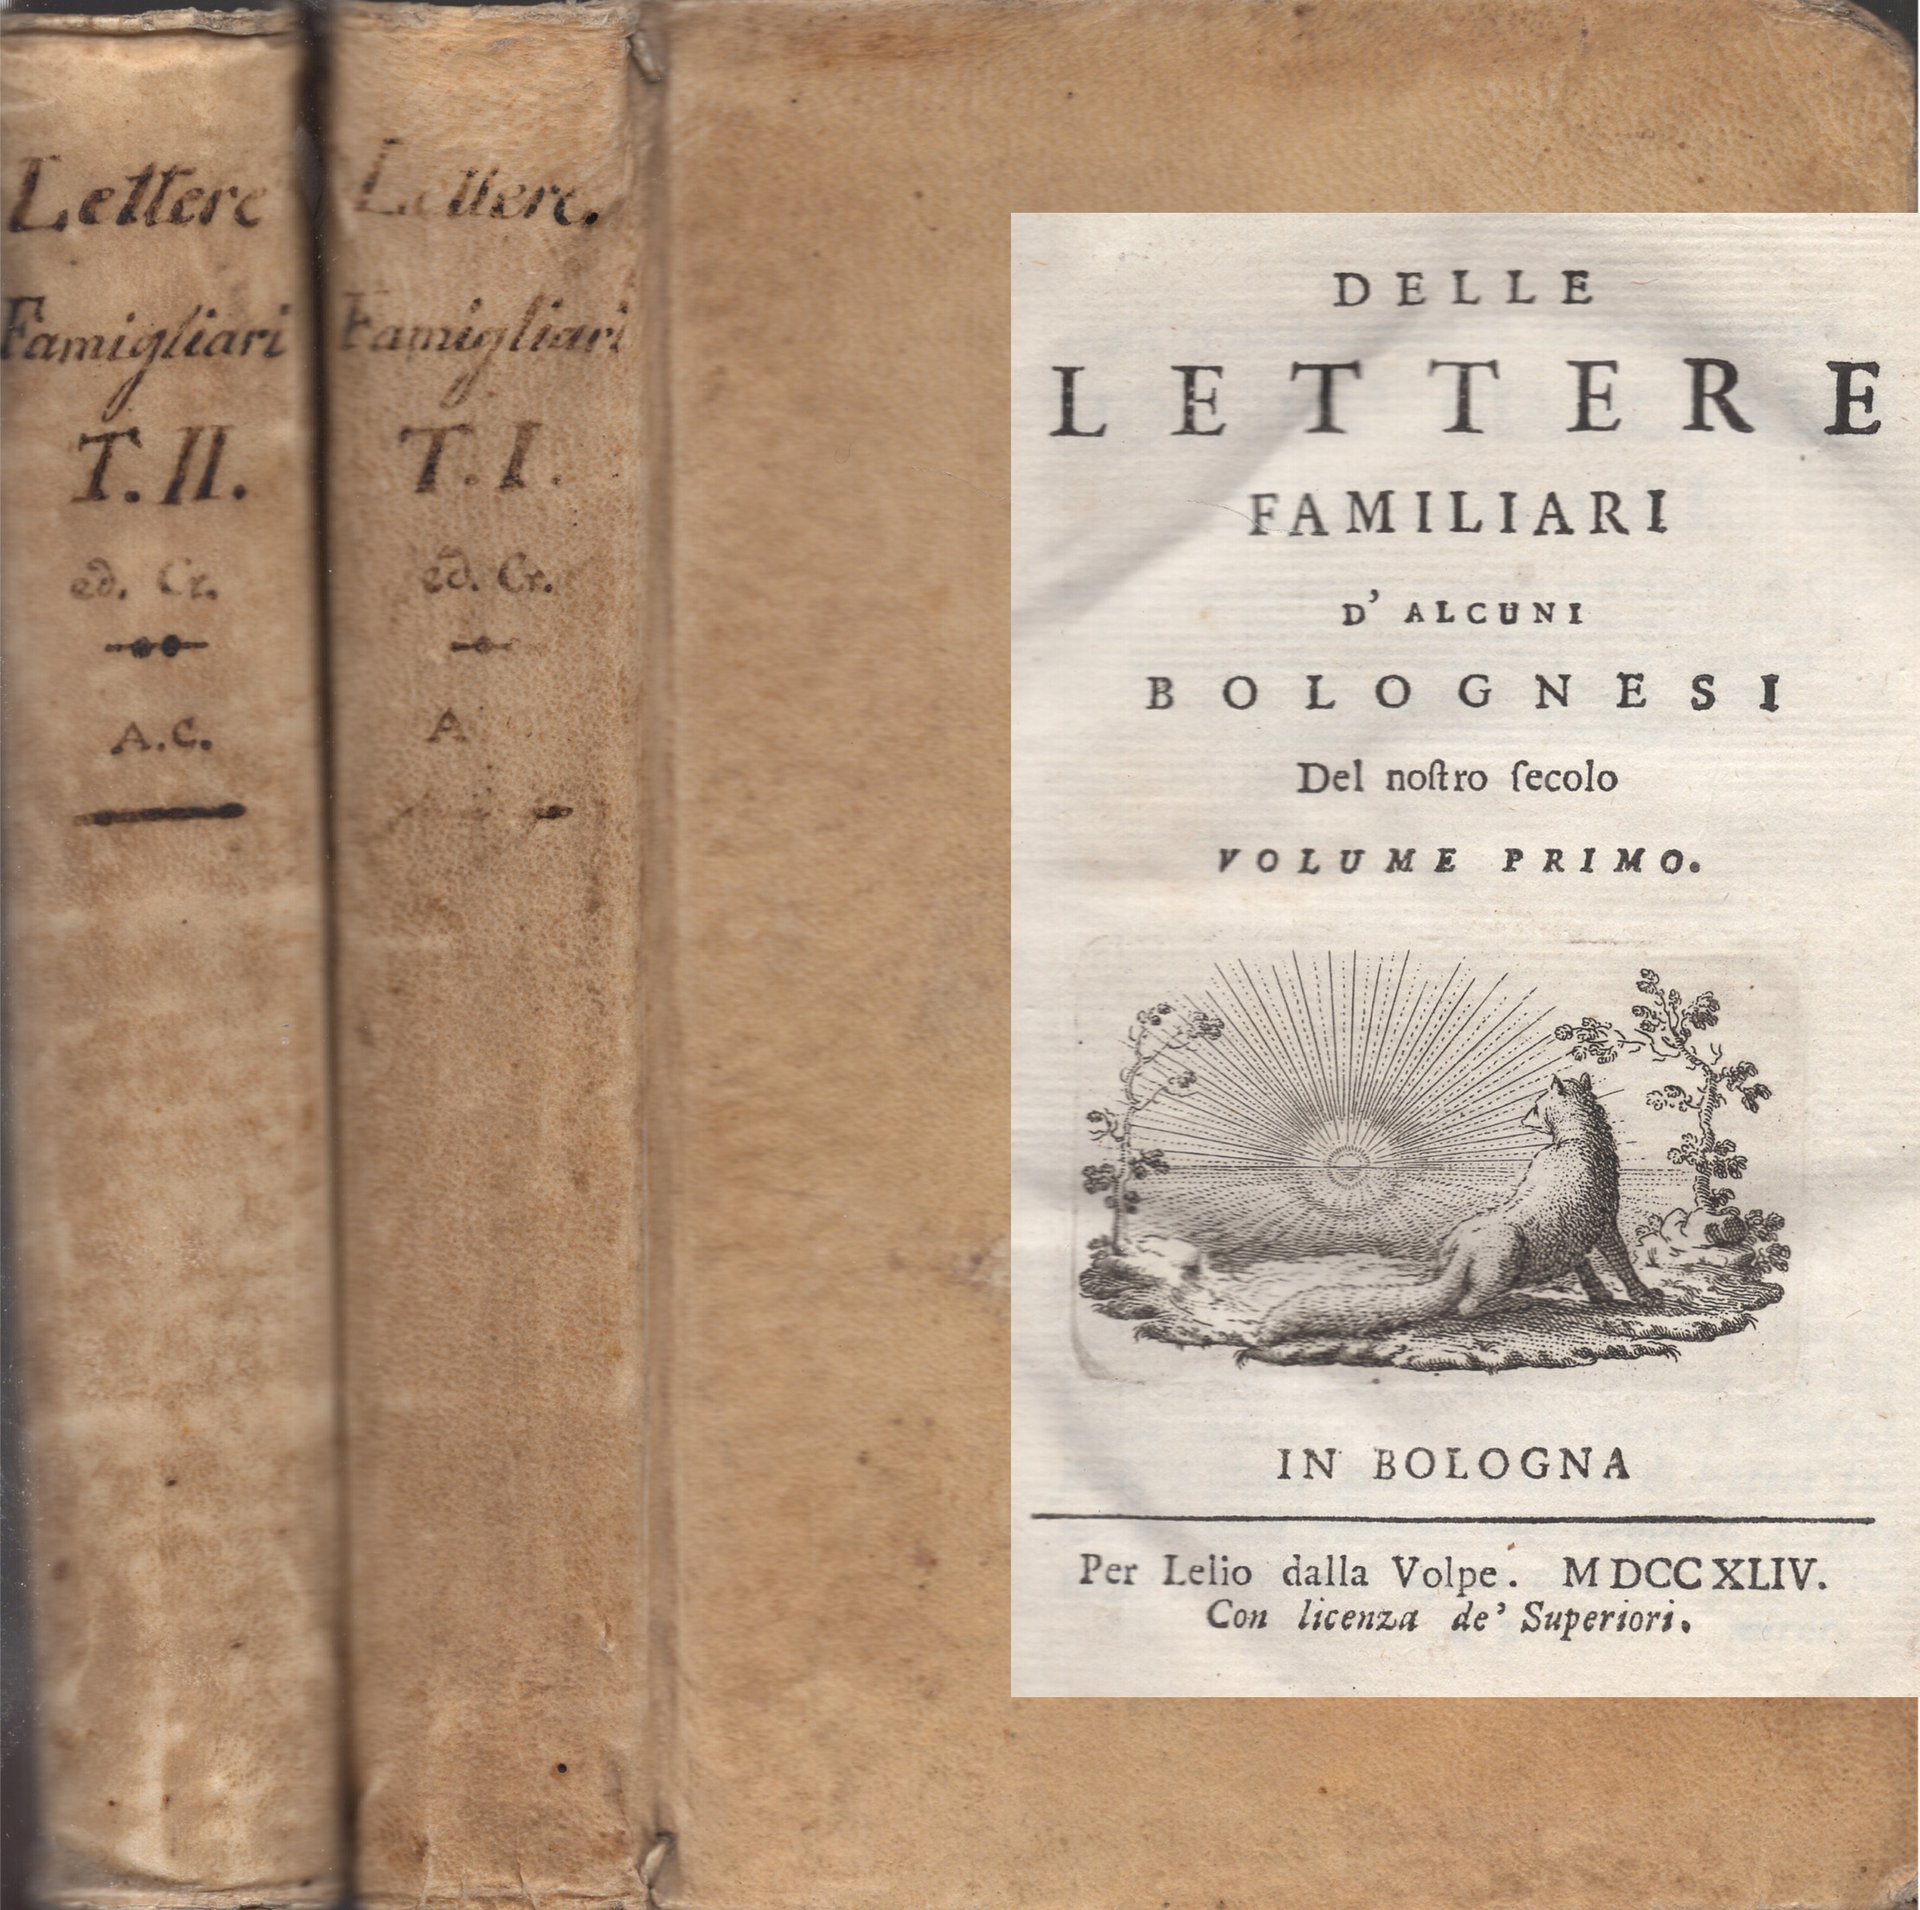 Lettere
Famigliari
T. II.
ed. Cr.
A. C.
Lettere.
Famigliari
T. I.
ed. Cr.
A
DELLE
LETTERE
FAMILIARI
D' ALCUNI
BOLOGNESI
Del noſtro ſecolo
VOLUME PRIMO.
IN BOLOGNA
Per Lelio dalla Volpe. MDCCXLIV.
Con licenza de' Superiori.